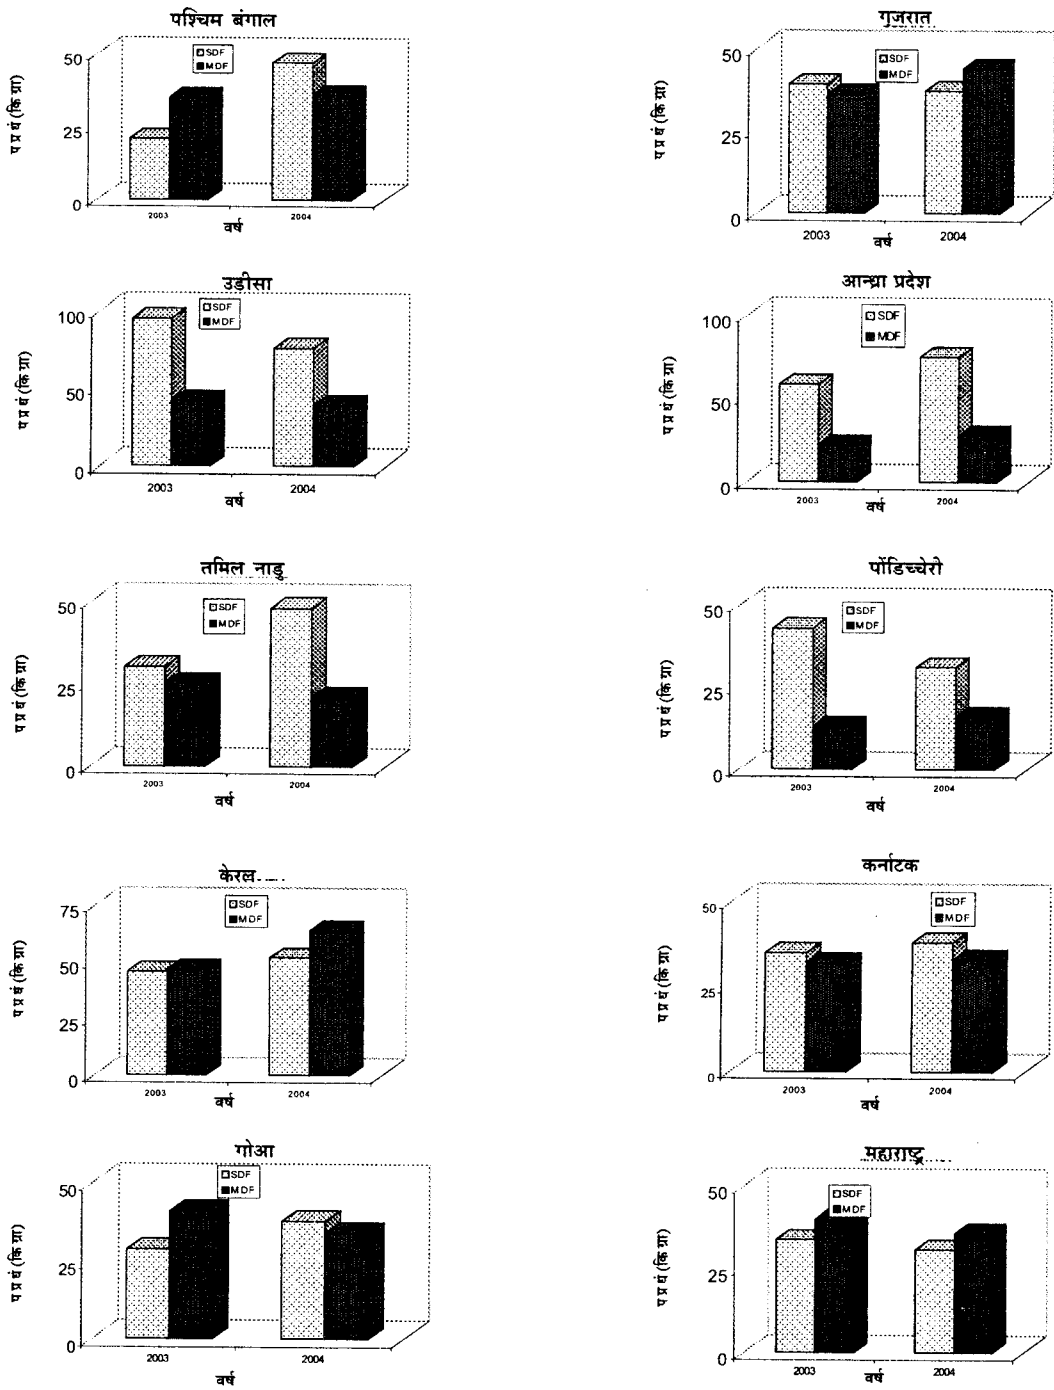 पश्चिम बंगाल
SDF
MDF
50
25
0
प प्र घं (कि ग्रा)
2003
2004
वर्ष
गुजरात
SDF
MDF
50
25
0
प प्र घं (कि ग्रा)
2003
2004
वर्ष
उडीसा
SDF
MDF
100
50
0
प प्र घं (कि ग्रा)
2003
2004
वर्ष
आन्ध्रा प्रदेश
SDF
MDF
100
50
0
प प्र घं (कि ग्रा)
2003
2004
वर्ष
तमिल नाडु
SDF
MDF
50
25
0
प प्र घं (कि ग्रा)
2003
2004
वर्ष
पोंडिच्चेरी
SDF
MDF
50
25
0
प प्र घं (कि ग्रा)
2003
2004
वर्ष
केरल
SDF
MDF
75
50
25
0
प प्र घं (कि ग्रा)
2003
2004
वर्ष
कर्नाटक
SDF
MDF
50
25
0
प प्र घं (कि ग्रा)
2003
2004
वर्ष
गोआ
SDF
MDF
50
25
0
प प्र घं (कि ग्रा)
2003
2004
वर्ष
महाराष्ट्र
SDF
MDF
50
25
0
प प्र घं (कि ग्रा)
2003
2004
वर्ष